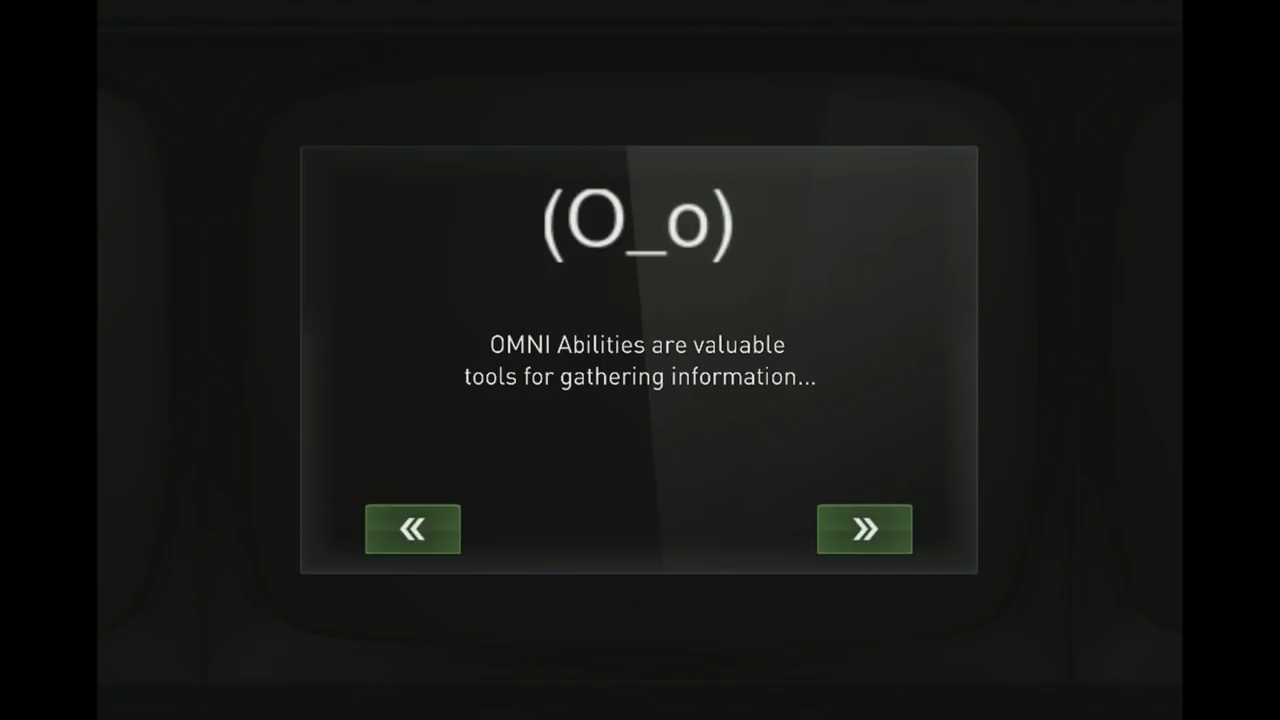 (O_o)
OMNI Abilities are valuable
tools for gathering information...
«
»